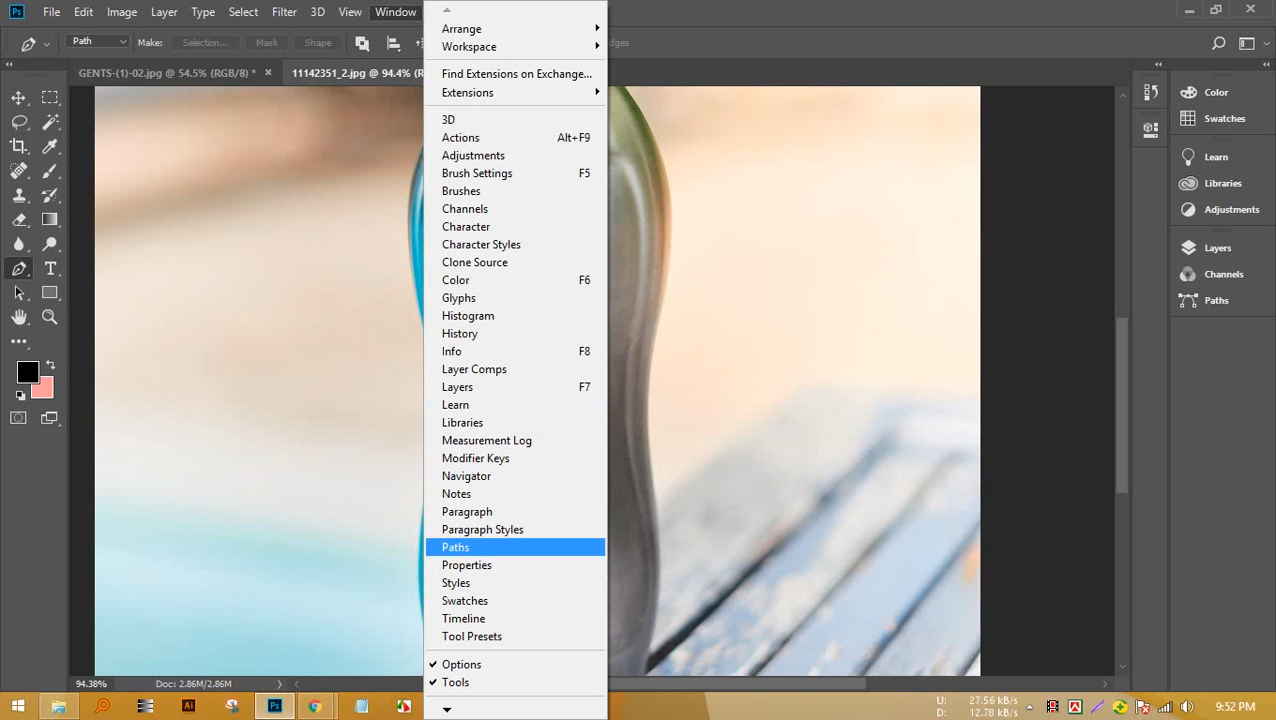 Ps File Edit Image Layer Type Select Filter 3D View Window
Path Make: Selection... Mask Shape
GENTS-(1)-02.jpg @ 54.5% (RGB/8) * × 11142351_2.jpg @ 94.4% (R
Arrange
Workspace
Find Extensions on Exchange...
Extensions
3D
Actions Alt+F9
Adjustments
Brush Settings F5
Brushes
Channels
Character
Character Styles
Clone Source
Color F6
Glyphs
Histogram
History
Info F8
Layer Comps
Layers F7
Learn
Libraries
Measurement Log
Modifier Keys
Navigator
Notes
Paragraph
Paragraph Styles
Paths
Properties
Styles
Swatches
Timeline
Tool Presets
Options
Tools
Color
Swatches
Learn
Libraries
Adjustments
Layers
Channels
Paths
94.38% Doc: 2.86M/2.86M
Ai Ps
U: 27.56 kB/s
D: 12.78 kB/s
9:52 PM